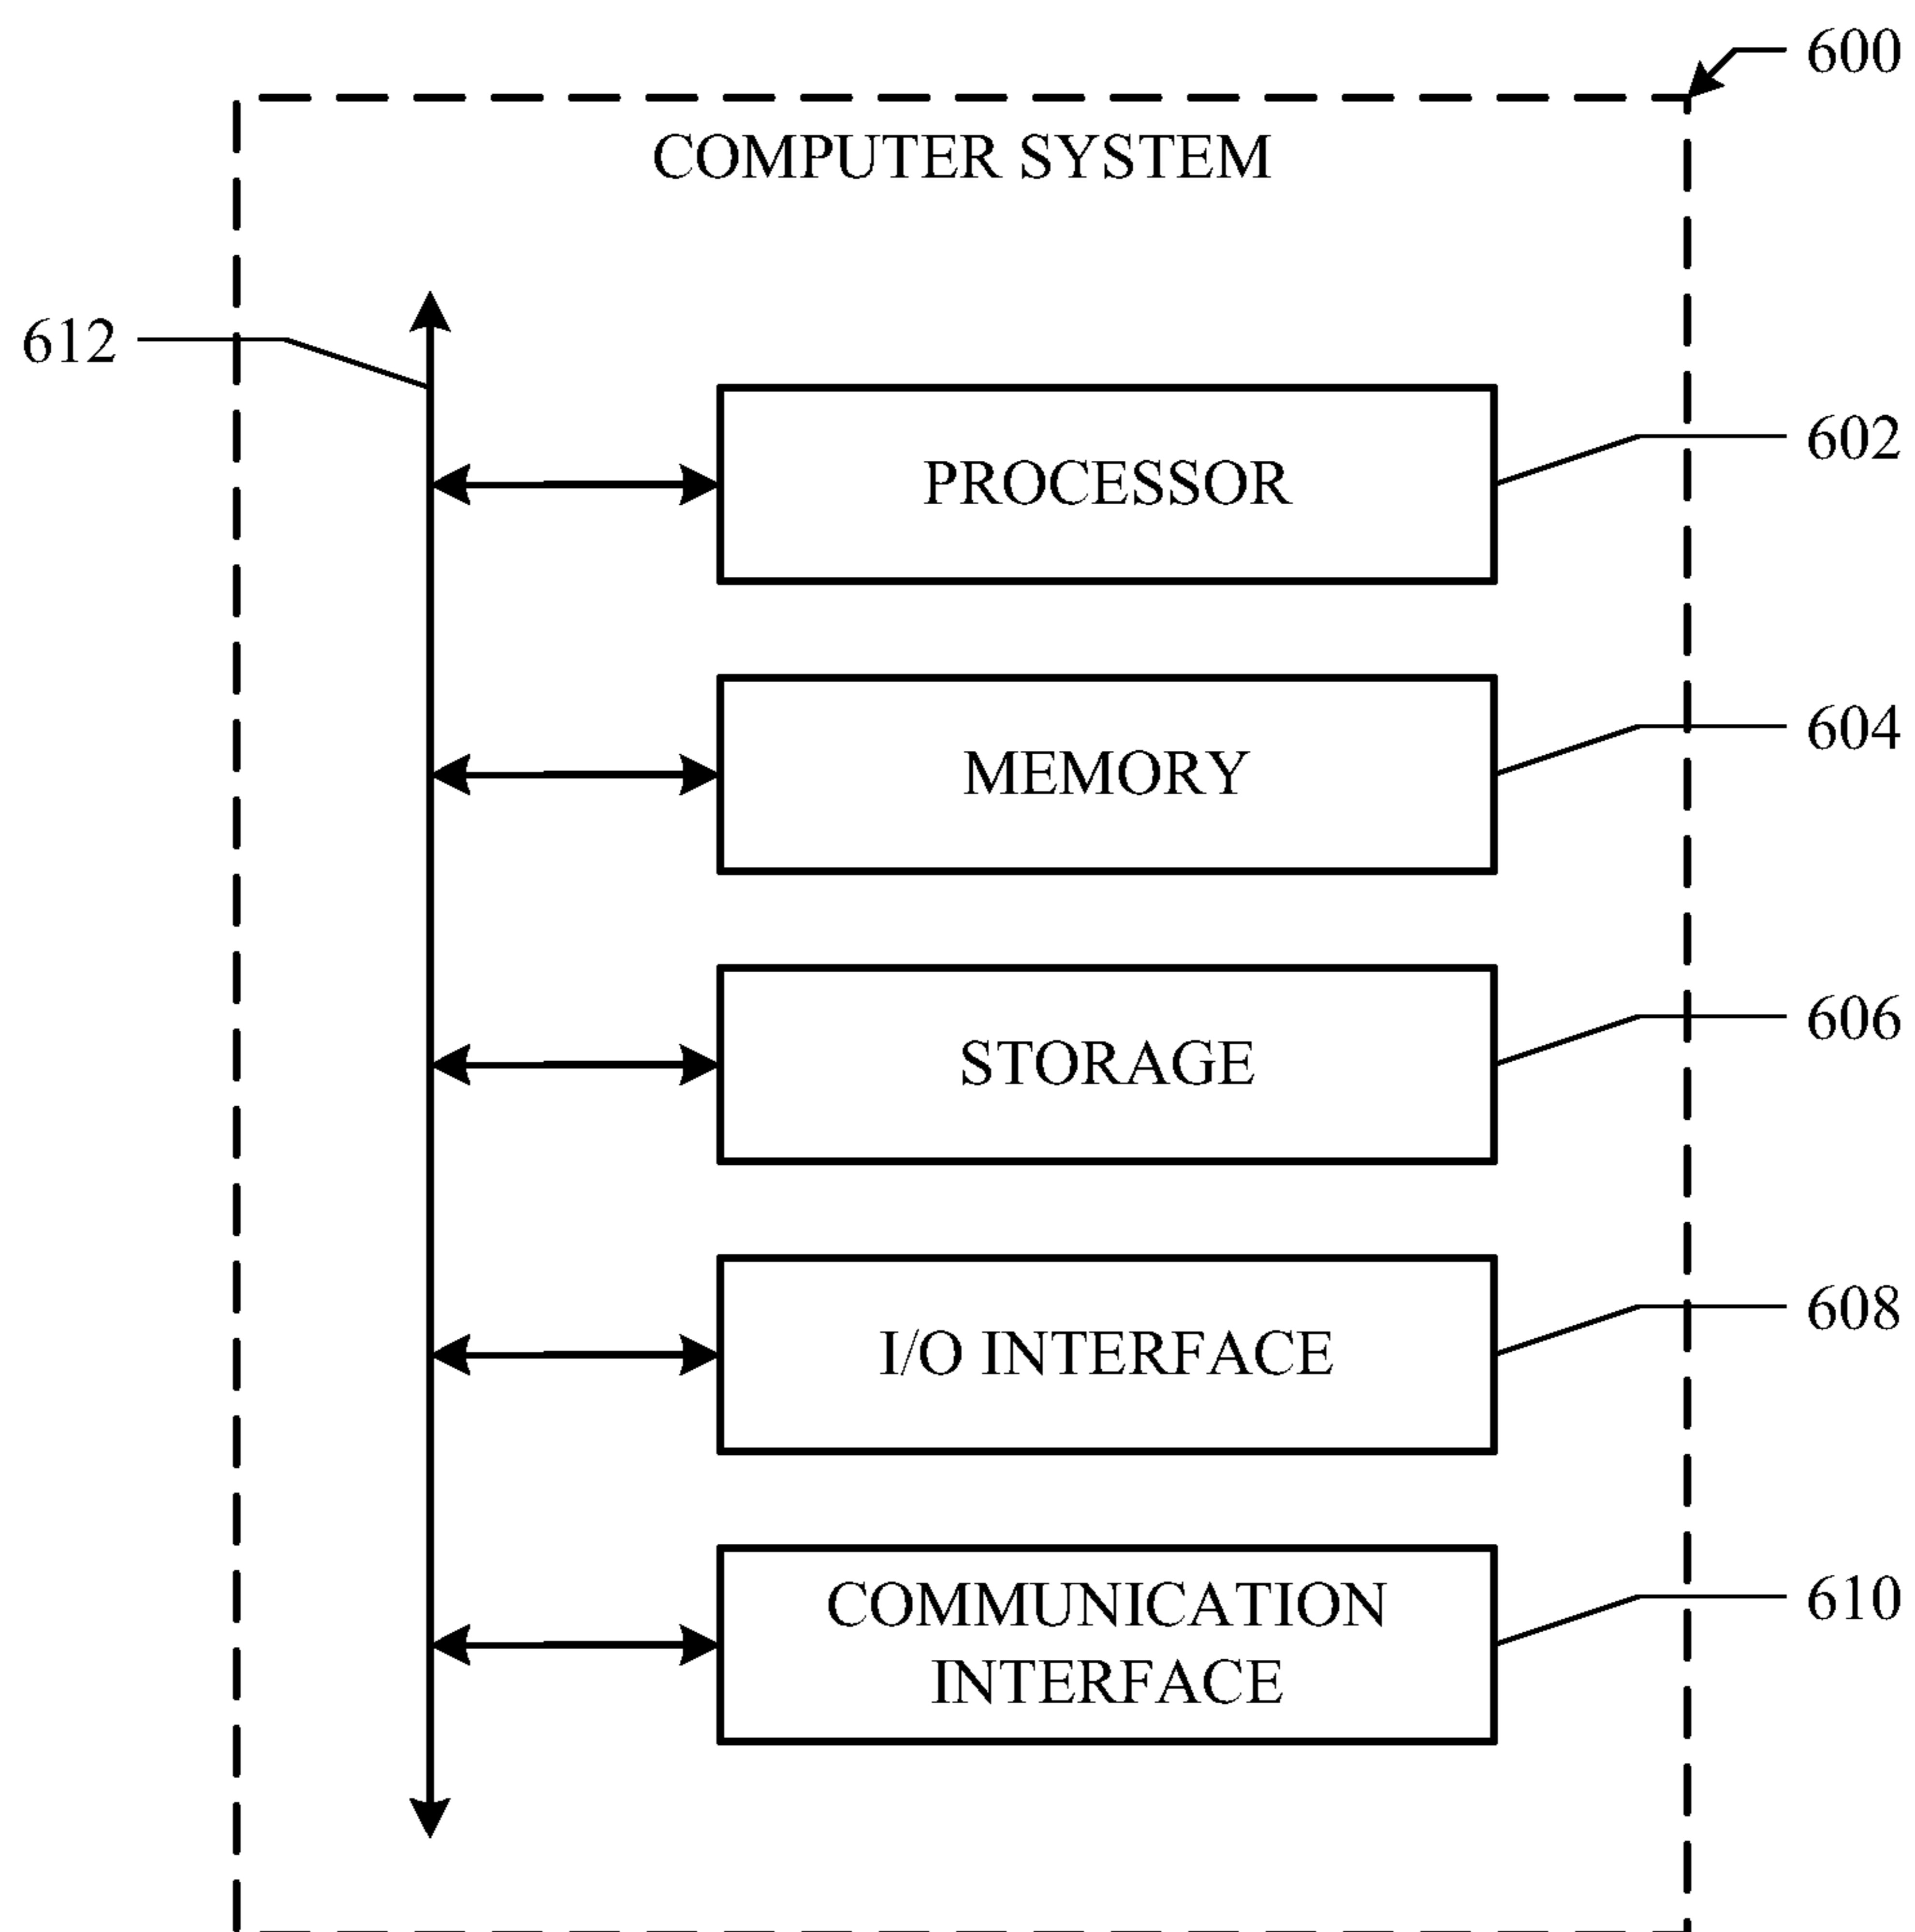 600
COMPUTER SYSTEM
612
602
PROCESSOR
604
MEMORY
606
STORAGE
608
I/O INTERFACE
610
COMMUNICATION
INTERFACE